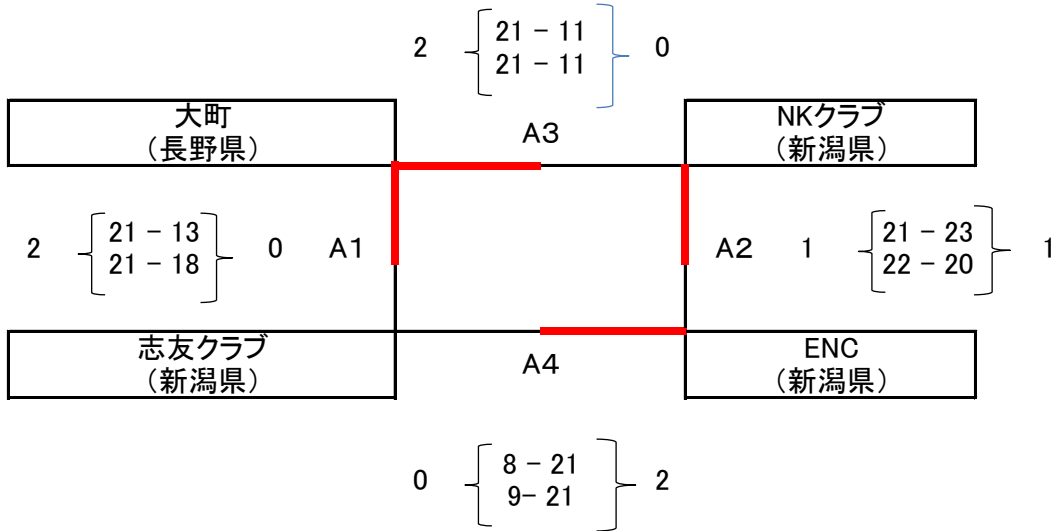 2 21 - 11 0
21 - 11
大町
（長野県）
A3
NKクラブ
（新潟県）
2 21 - 13 0 A1
21 - 18
A2 1 21 - 23 1
22 - 20
志友クラブ
（新潟県）
A4
ENC
（新潟県）
0 8 - 21 2
9- 21